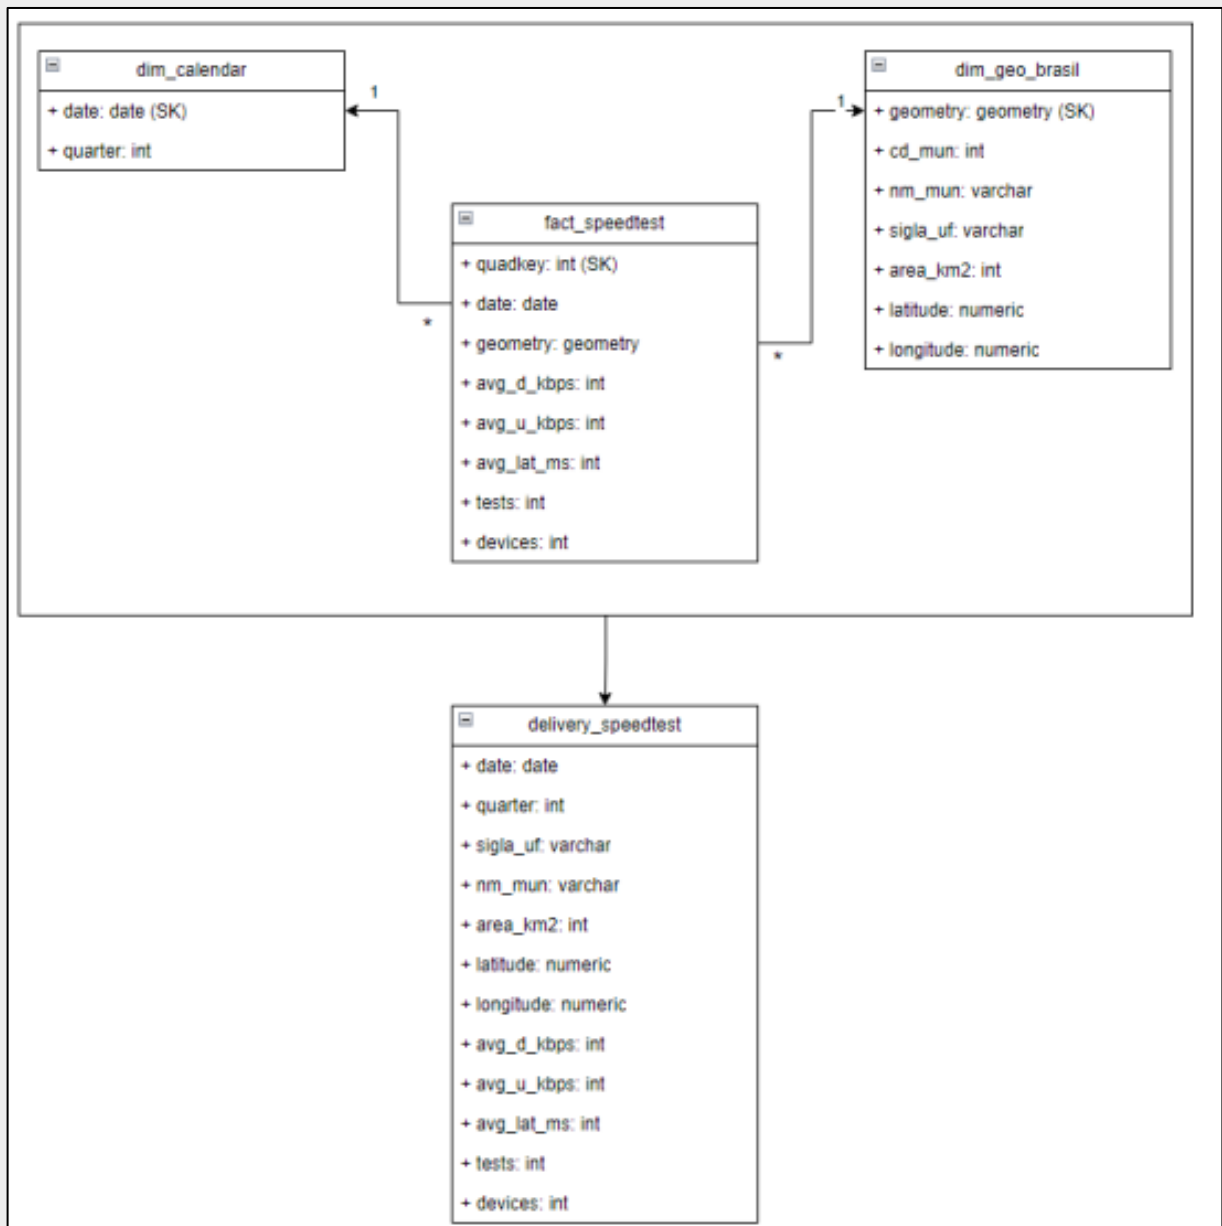 dim_calendar
+ date: date (SK)
+ quarter: int
1
*
fact_speedtest
+ quadkey: int (SK)
+ date: date
+ geometry: geometry
+ avg_d_kbps: int
+ avg_u_kbps: int
+ avg_lat_ms: int
+ tests: int
+ devices: int
1
*
dim_geo_brasil
+ geometry: geometry (SK)
+ cd_mun: int
+ nm_mun: varchar
+ sigla_uf: varchar
+ area_km2: int
+ latitude: numeric
+ longitude: numeric
delivery_speedtest
+ date: date
+ quarter: int
+ sigla_uf: varchar
+ nm_mun: varchar
+ area_km2: int
+ latitude: numeric
+ longitude: numeric
+ avg_d_kbps: int
+ avg_u_kbps: int
+ avg_lat_ms: int
+ tests: int
+ devices: int